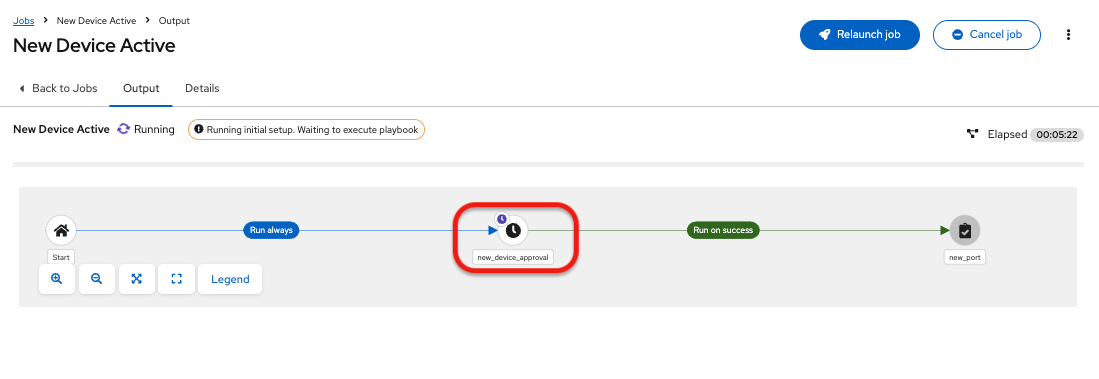 Jobs > New Device Active > Output
New Device Active
Relaunch job
Cancel job
Back to Jobs
Output
Details
New Device Active
Running
Running initial setup. Waiting to execute playbook
Elapsed 00:05:22
Run always
Run on success
Start
new_device_approval
new_port
Legend